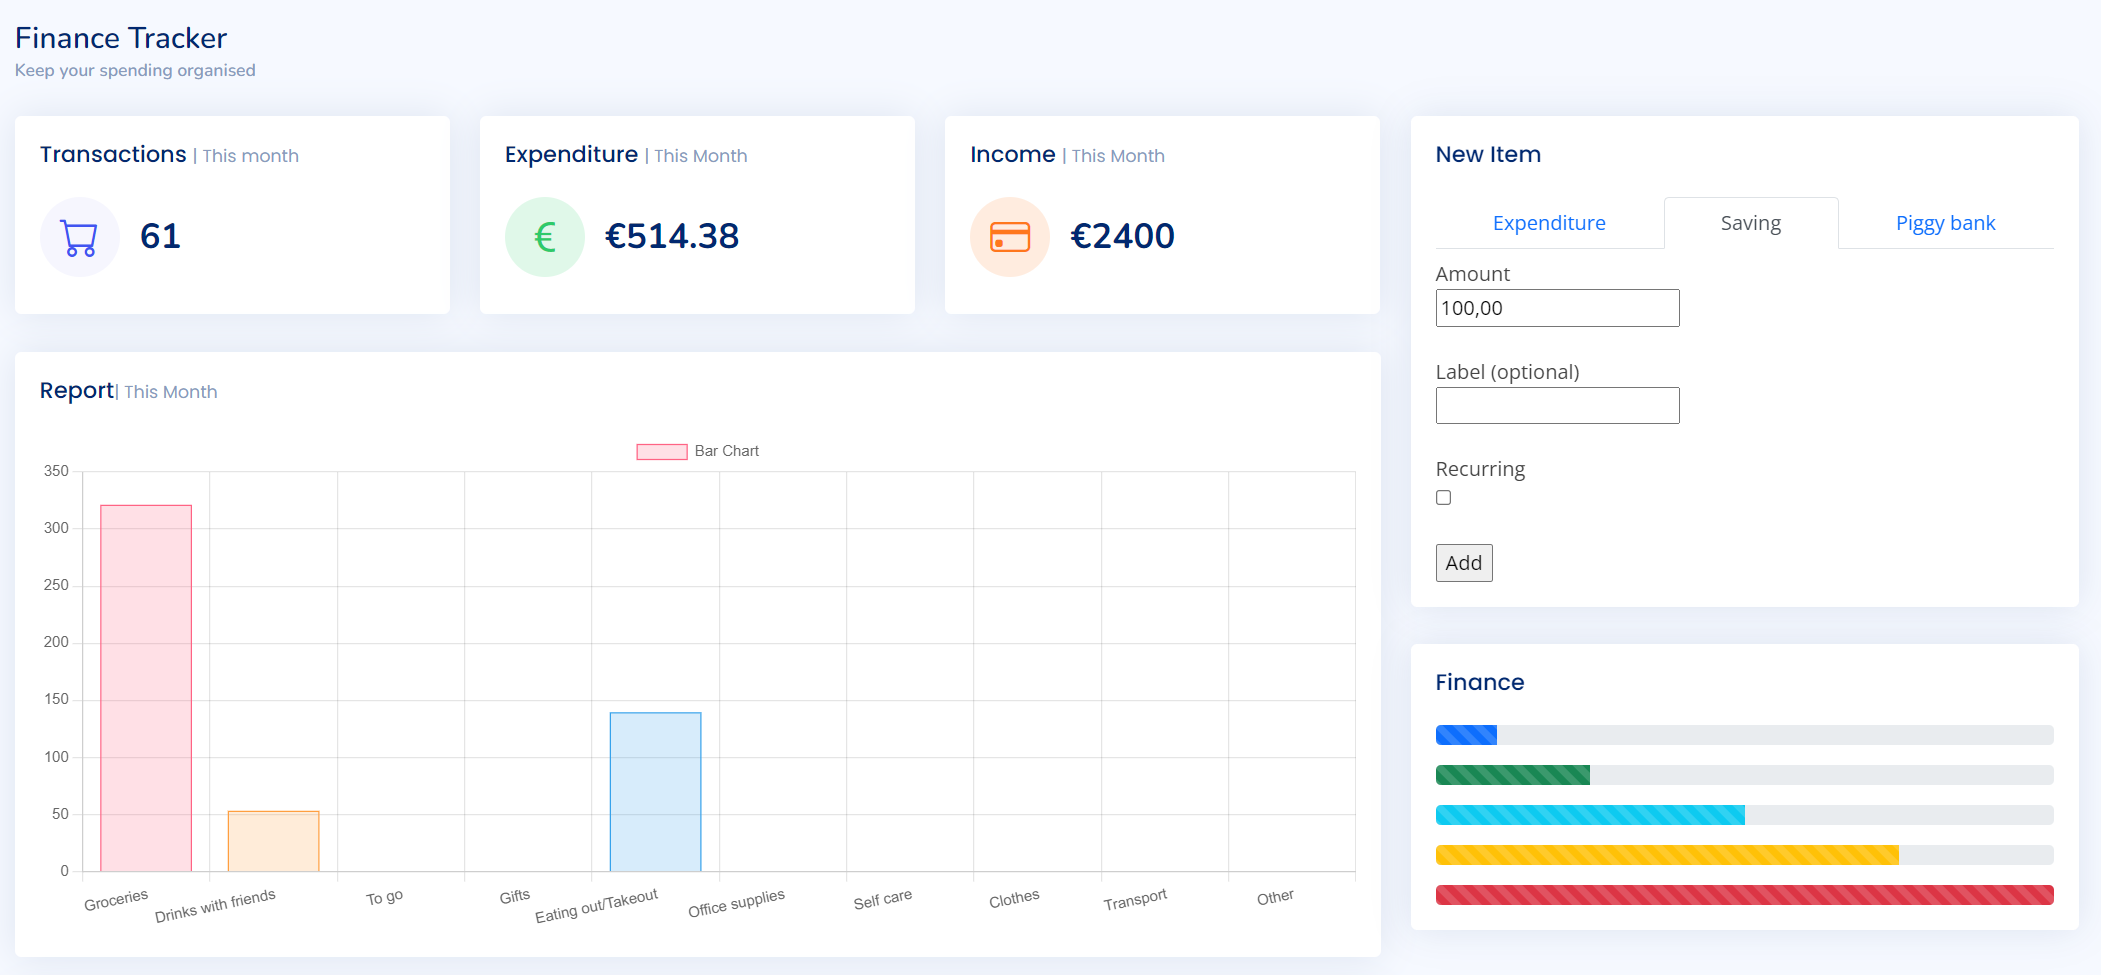 Finance Tracker
Keep your spending organised
Transactions | This month
61
Expenditure | This Month
€
€514.38
Income | This Month
€2400
Report| This Month
Bar Chart
350
300
250
200
150
100
50
0
Groceries
Drinks with friends
To go
Gifts
Eating out/Takeout
Office supplies
Self care
Clothes
Transport
Other
New Item
Expenditure
Saving
Piggy bank
Amount
100,00
Label (optional)
Recurring
Add
Finance